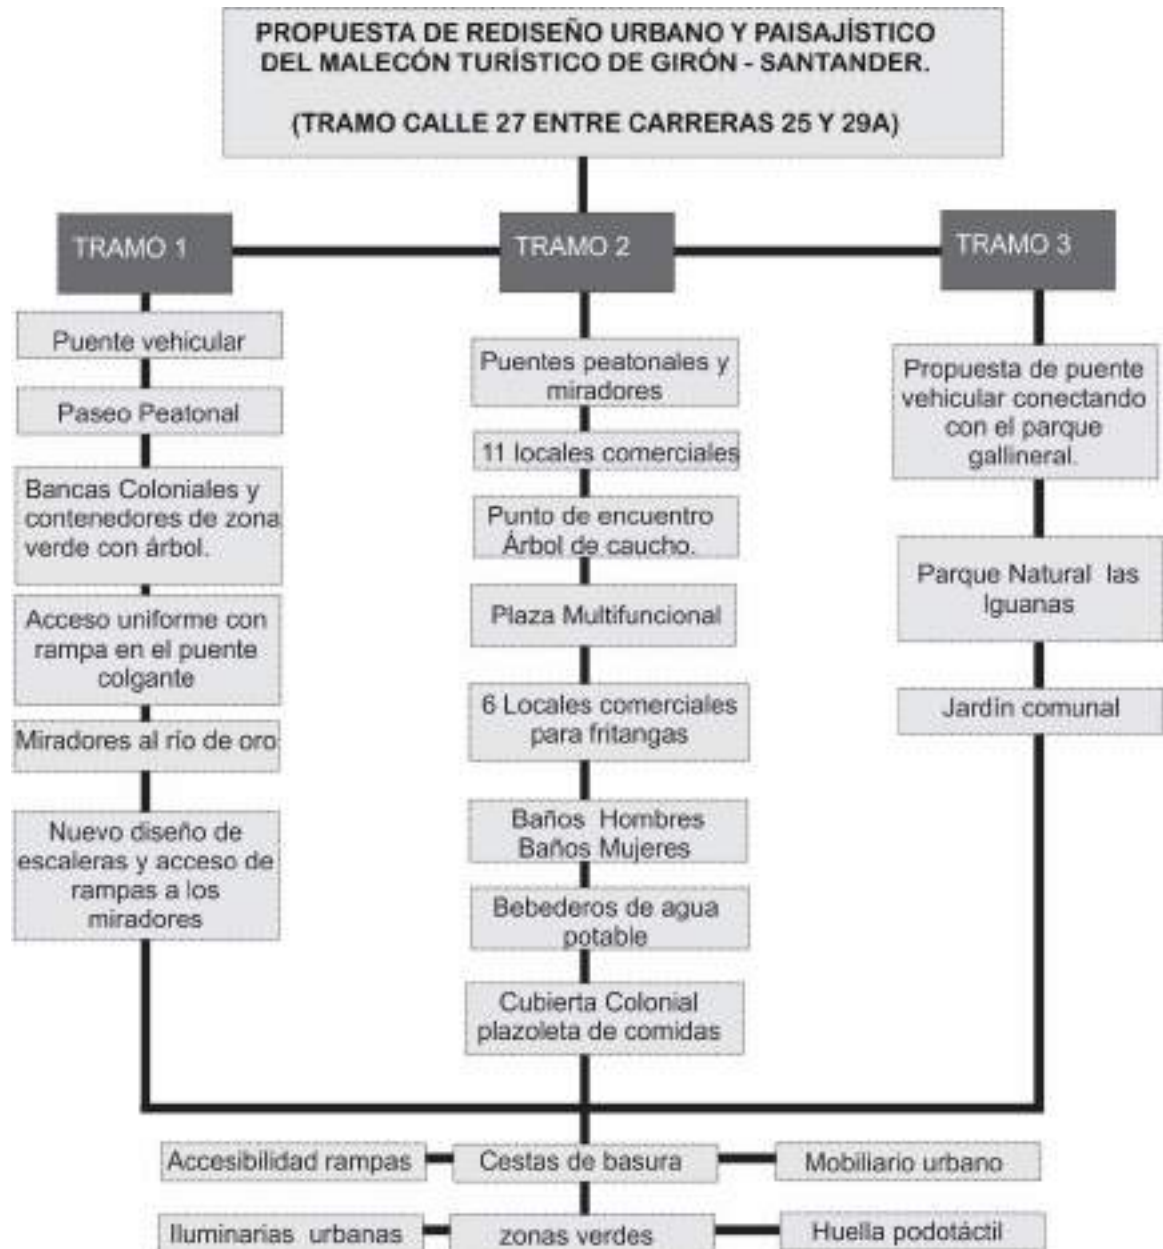 PROPUESTA DE REDISEÑO URBANO Y PAISAJÍSTICO
DEL MALECÓN TURÍSTICO DE GIRÓN - SANTANDER.
(TRAMO CALLE 27 ENTRE CARRERAS 25 Y 29A)
TRAMO 1
Puente vehicular
Paseo Peatonal
Bancas Coloniales y
contenedores de zona
verde con árbol.
Acceso uniforme con
rampa en el puente
colgante
Miradores al río de oro
Nuevo diseño de
escaleras y acceso de
rampas a los
miradores
TRAMO 2
Puentes peatonales y
miradores
11 locales comerciales
Punto de encuentro
Árbol de caucho.
Plaza Multifuncional
6 Locales comerciales
para fritangas
Baños Hombres
Baños Mujeres
Bebederos de agua
potable
Cubierta Colonial
plazoleta de comidas
TRAMO 3
Propuesta de puente
vehicular conectando
con el parque
gallineral.
Parque Natural las
Iguanas
Jardín comunal
Accesibilidad rampas
Cestas de basura
Mobiliario urbano
Iluminarias urbanas
zonas verdes
Huella podotáctil